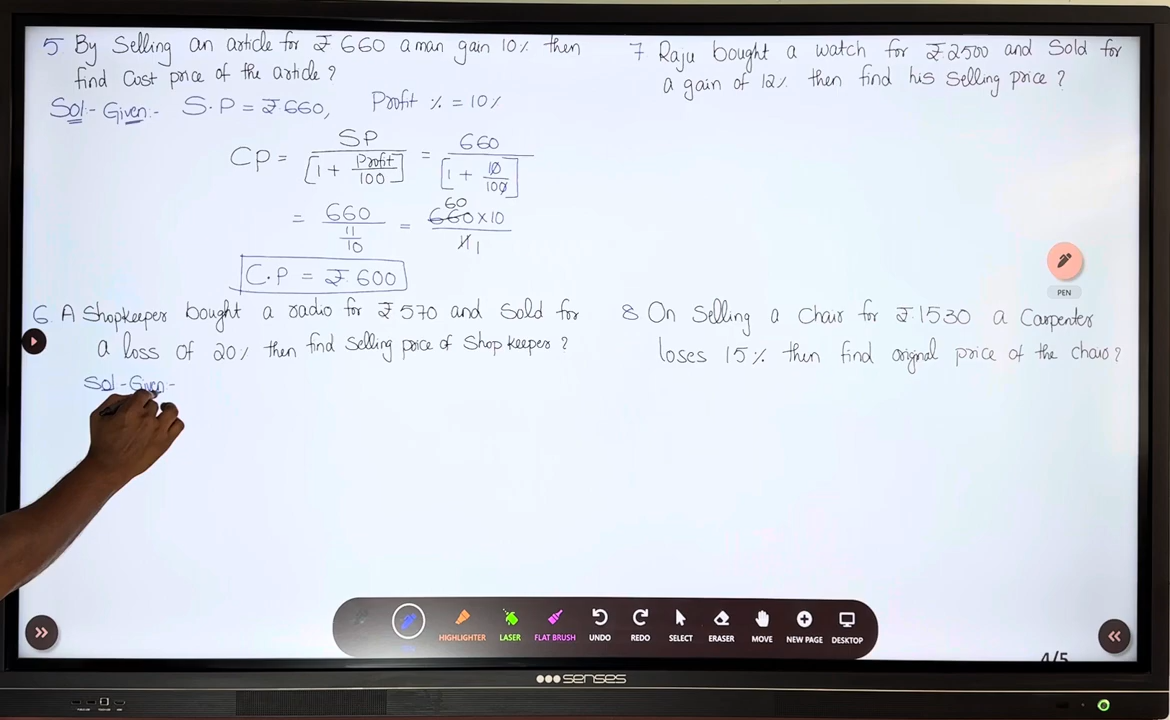 5 By Selling an article for ₹ 660 a man gain 10% then
find Cost price of the article ?
Sol:- Given:- S.P = ₹ 660, Profit % = 10%
CP = SP / [1 + Profit/100] = 660 / [1 + 10/100]
= 660 / 11/10 = 60 660 x 10 / 11 1
C.P = ₹ 600
6. A Shopkeeper bought a radio for ₹ 570 and Sold for
a loss of 20% then find Selling price of Shop keeper ?
Sol - Given:-
7 Raju bought a watch for ₹ 2500 and Sold for
a gain of 12% then find his Selling price ?
PEN
8 On Selling a Chair for ₹ 1530 a Carpenter
loses 15% then find original price of the chair ?
HIGHLIGHTER LASER FLAT BRUSH UNDO REDO SELECT ERASER MOVE NEW PAGE DESKTOP
4/5
senses